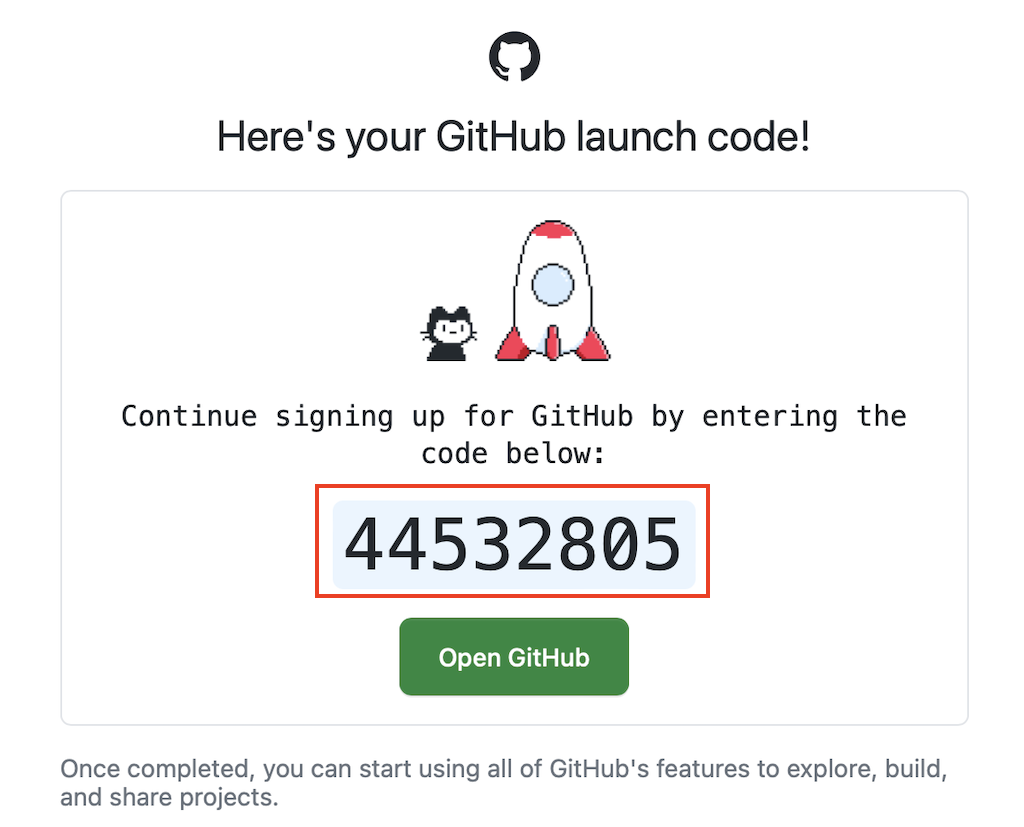 Here's your GitHub launch code!
Continue signing up for GitHub by entering the
code below:
44532805
Open GitHub
Once completed, you can start using all of GitHub's features to explore, build,
and share projects.